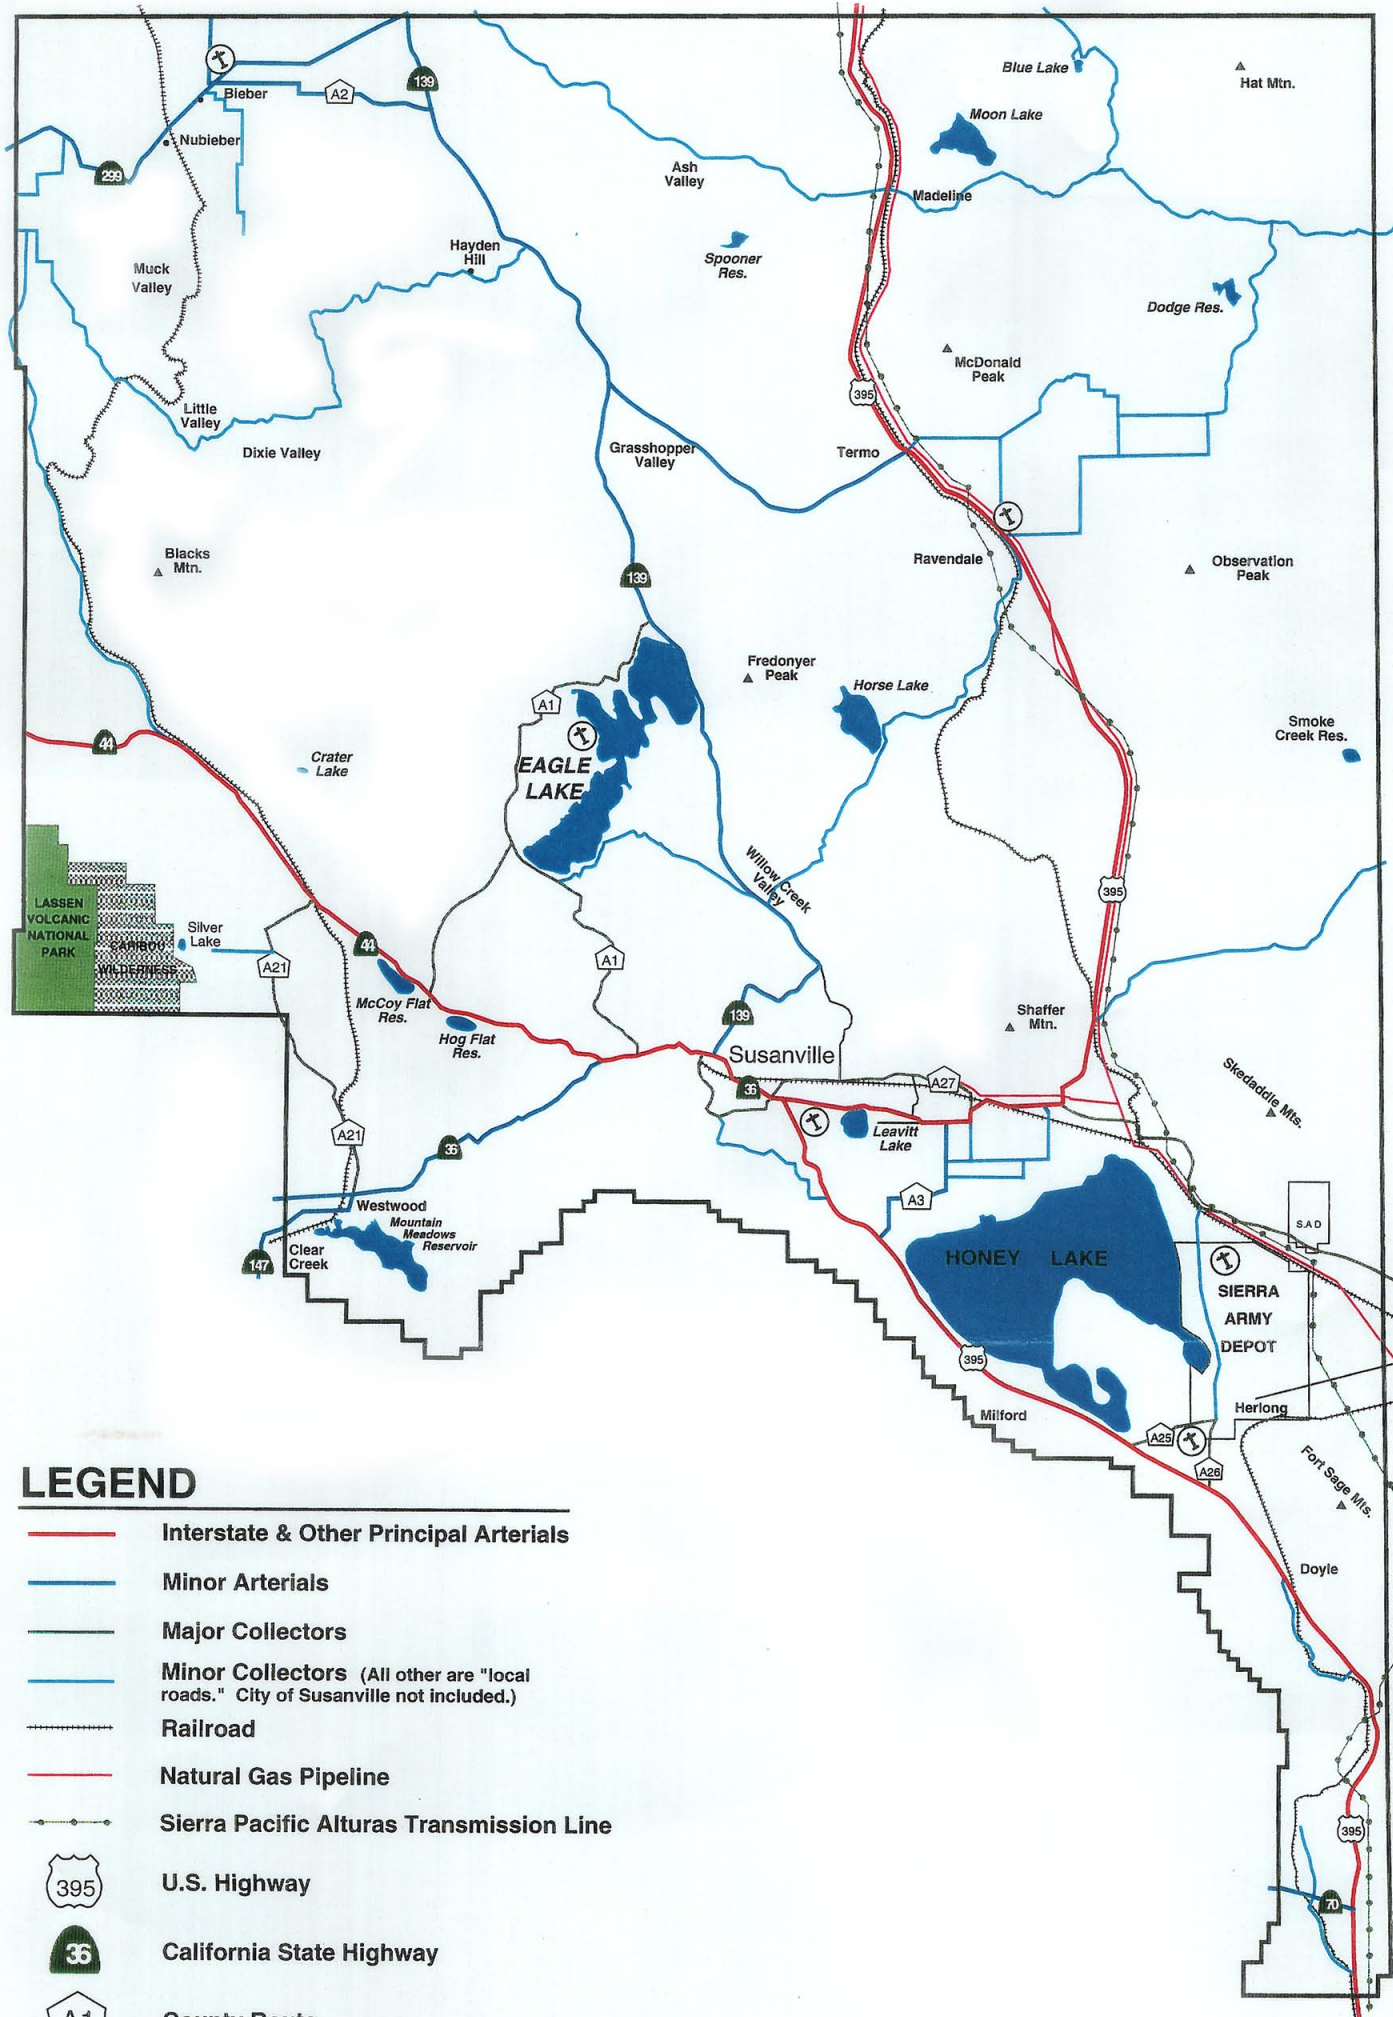 Blue Lake
Hat Mtn.
139
Bieber
A2
Moon Lake
Nubieber
299
Ash
Valley
Madeline
Hayden
Hill
Spooner
Res.
Muck
Valley
Dodge Res.
McDonald
Peak
395
Little
Valley
Dixie Valley
Grasshopper
Valley
Termo
Blacks
Mtn.
139
Ravendale
Observation
Peak
Fredonyer
Peak
Horse Lake
A1
Smoke
Creek Res.
44
Crater
Lake
EAGLE
LAKE
Willow Creek
Valley
395
LASSEN
VOLCANIC
NATIONAL
PARK
CARIBOU
WILDERNESS
Silver
Lake
A21
44
A1
McCoy Flat
Res.
Hog Flat
Res.
139
Shaffer
Mtn.
Susanville
36
A27
Skedaddle Mts.
Leavitt
Lake
A21
36
A3
Westwood
Mountain
Meadows
Reservoir
Clear
Creek
147
HONEY LAKE
S.A D
SIERRA
ARMY
DEPOT
395
Milford
Herlong
A25
A26
Fort Sage Mts.
Doyle
395
70
LEGEND
Interstate & Other Principal Arterials
Minor Arterials
Major Collectors
Minor Collectors (All other are "local
roads." City of Susanville not included.)
Railroad
Natural Gas Pipeline
Sierra Pacific Alturas Transmission Line
395 U.S. Highway
36 California State Highway
A1 County Route